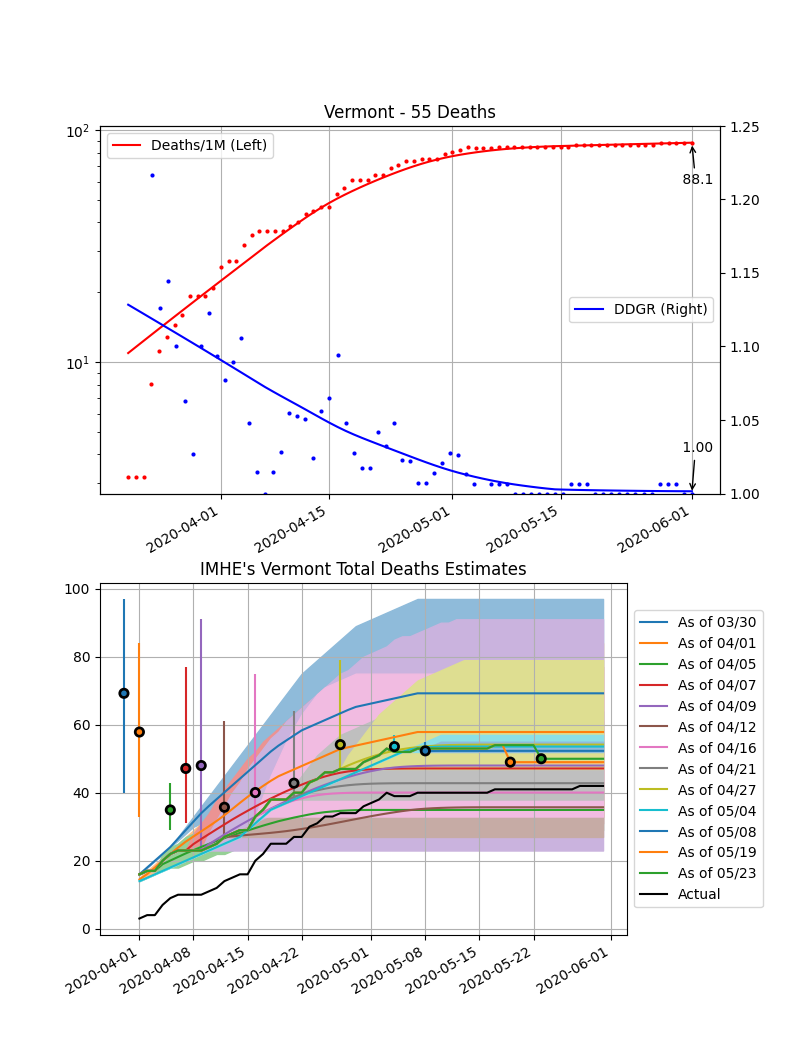 Vermont - 55 Deaths
10²
10¹
Deaths/1M (Left)
DDGR (Right)
88.1
1.00
1.25
1.20
1.15
1.10
1.05
1.00
2020-04-01
2020-04-15
2020-05-01
2020-05-15
2020-06-01
IMHE's Vermont Total Deaths Estimates
100
80
60
40
20
0
2020-04-01
2020-04-08
2020-04-15
2020-04-22
2020-05-01
2020-05-08
2020-05-15
2020-05-22
2020-06-01
As of 03/30
As of 04/01
As of 04/05
As of 04/07
As of 04/09
As of 04/12
As of 04/16
As of 04/21
As of 04/27
As of 05/04
As of 05/08
As of 05/19
As of 05/23
Actual